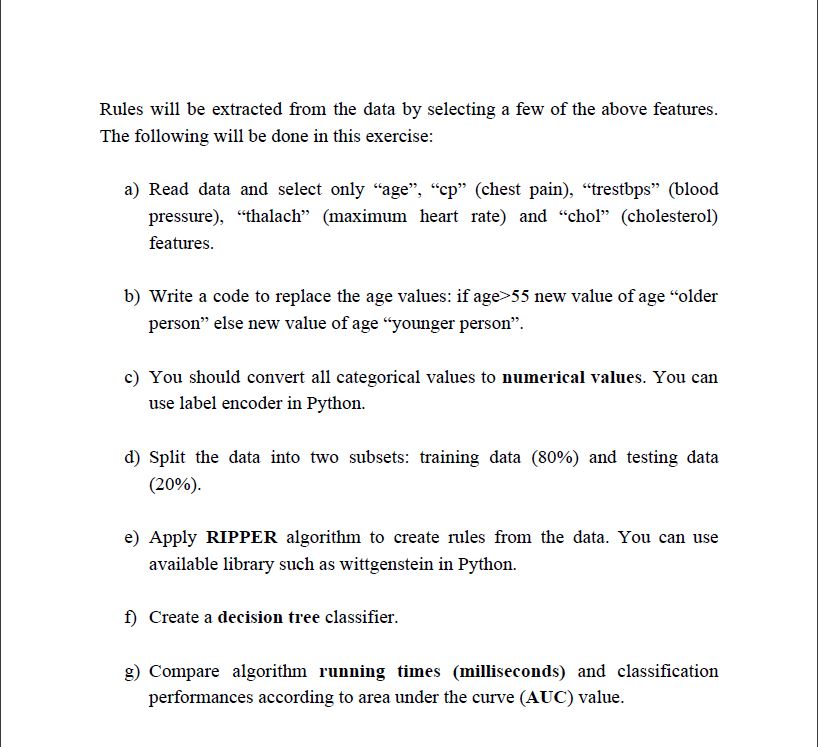 Rules will be extracted from the data by selecting a few of the above features.
The following will be done in this exercise:
a) Read data and select only “age”, “cp” (chest pain), “trestbps” (blood
pressure), “thalach” (maximum heart rate) and “chol” (cholesterol)
features.
b) Write a code to replace the age values: if age>55 new value of age “older
person” else new value of age “younger person”.
c) You should convert all categorical values to numerical values. You can
use label encoder in Python.
d) Split the data into two subsets: training data (80%) and testing data
(20%).
e) Apply RIPPER algorithm to create rules from the data. You can use
available library such as wittgenstein in Python.
f) Create a decision tree classifier.
g) Compare algorithm running times (milliseconds) and classification
performances according to area under the curve (AUC) value.